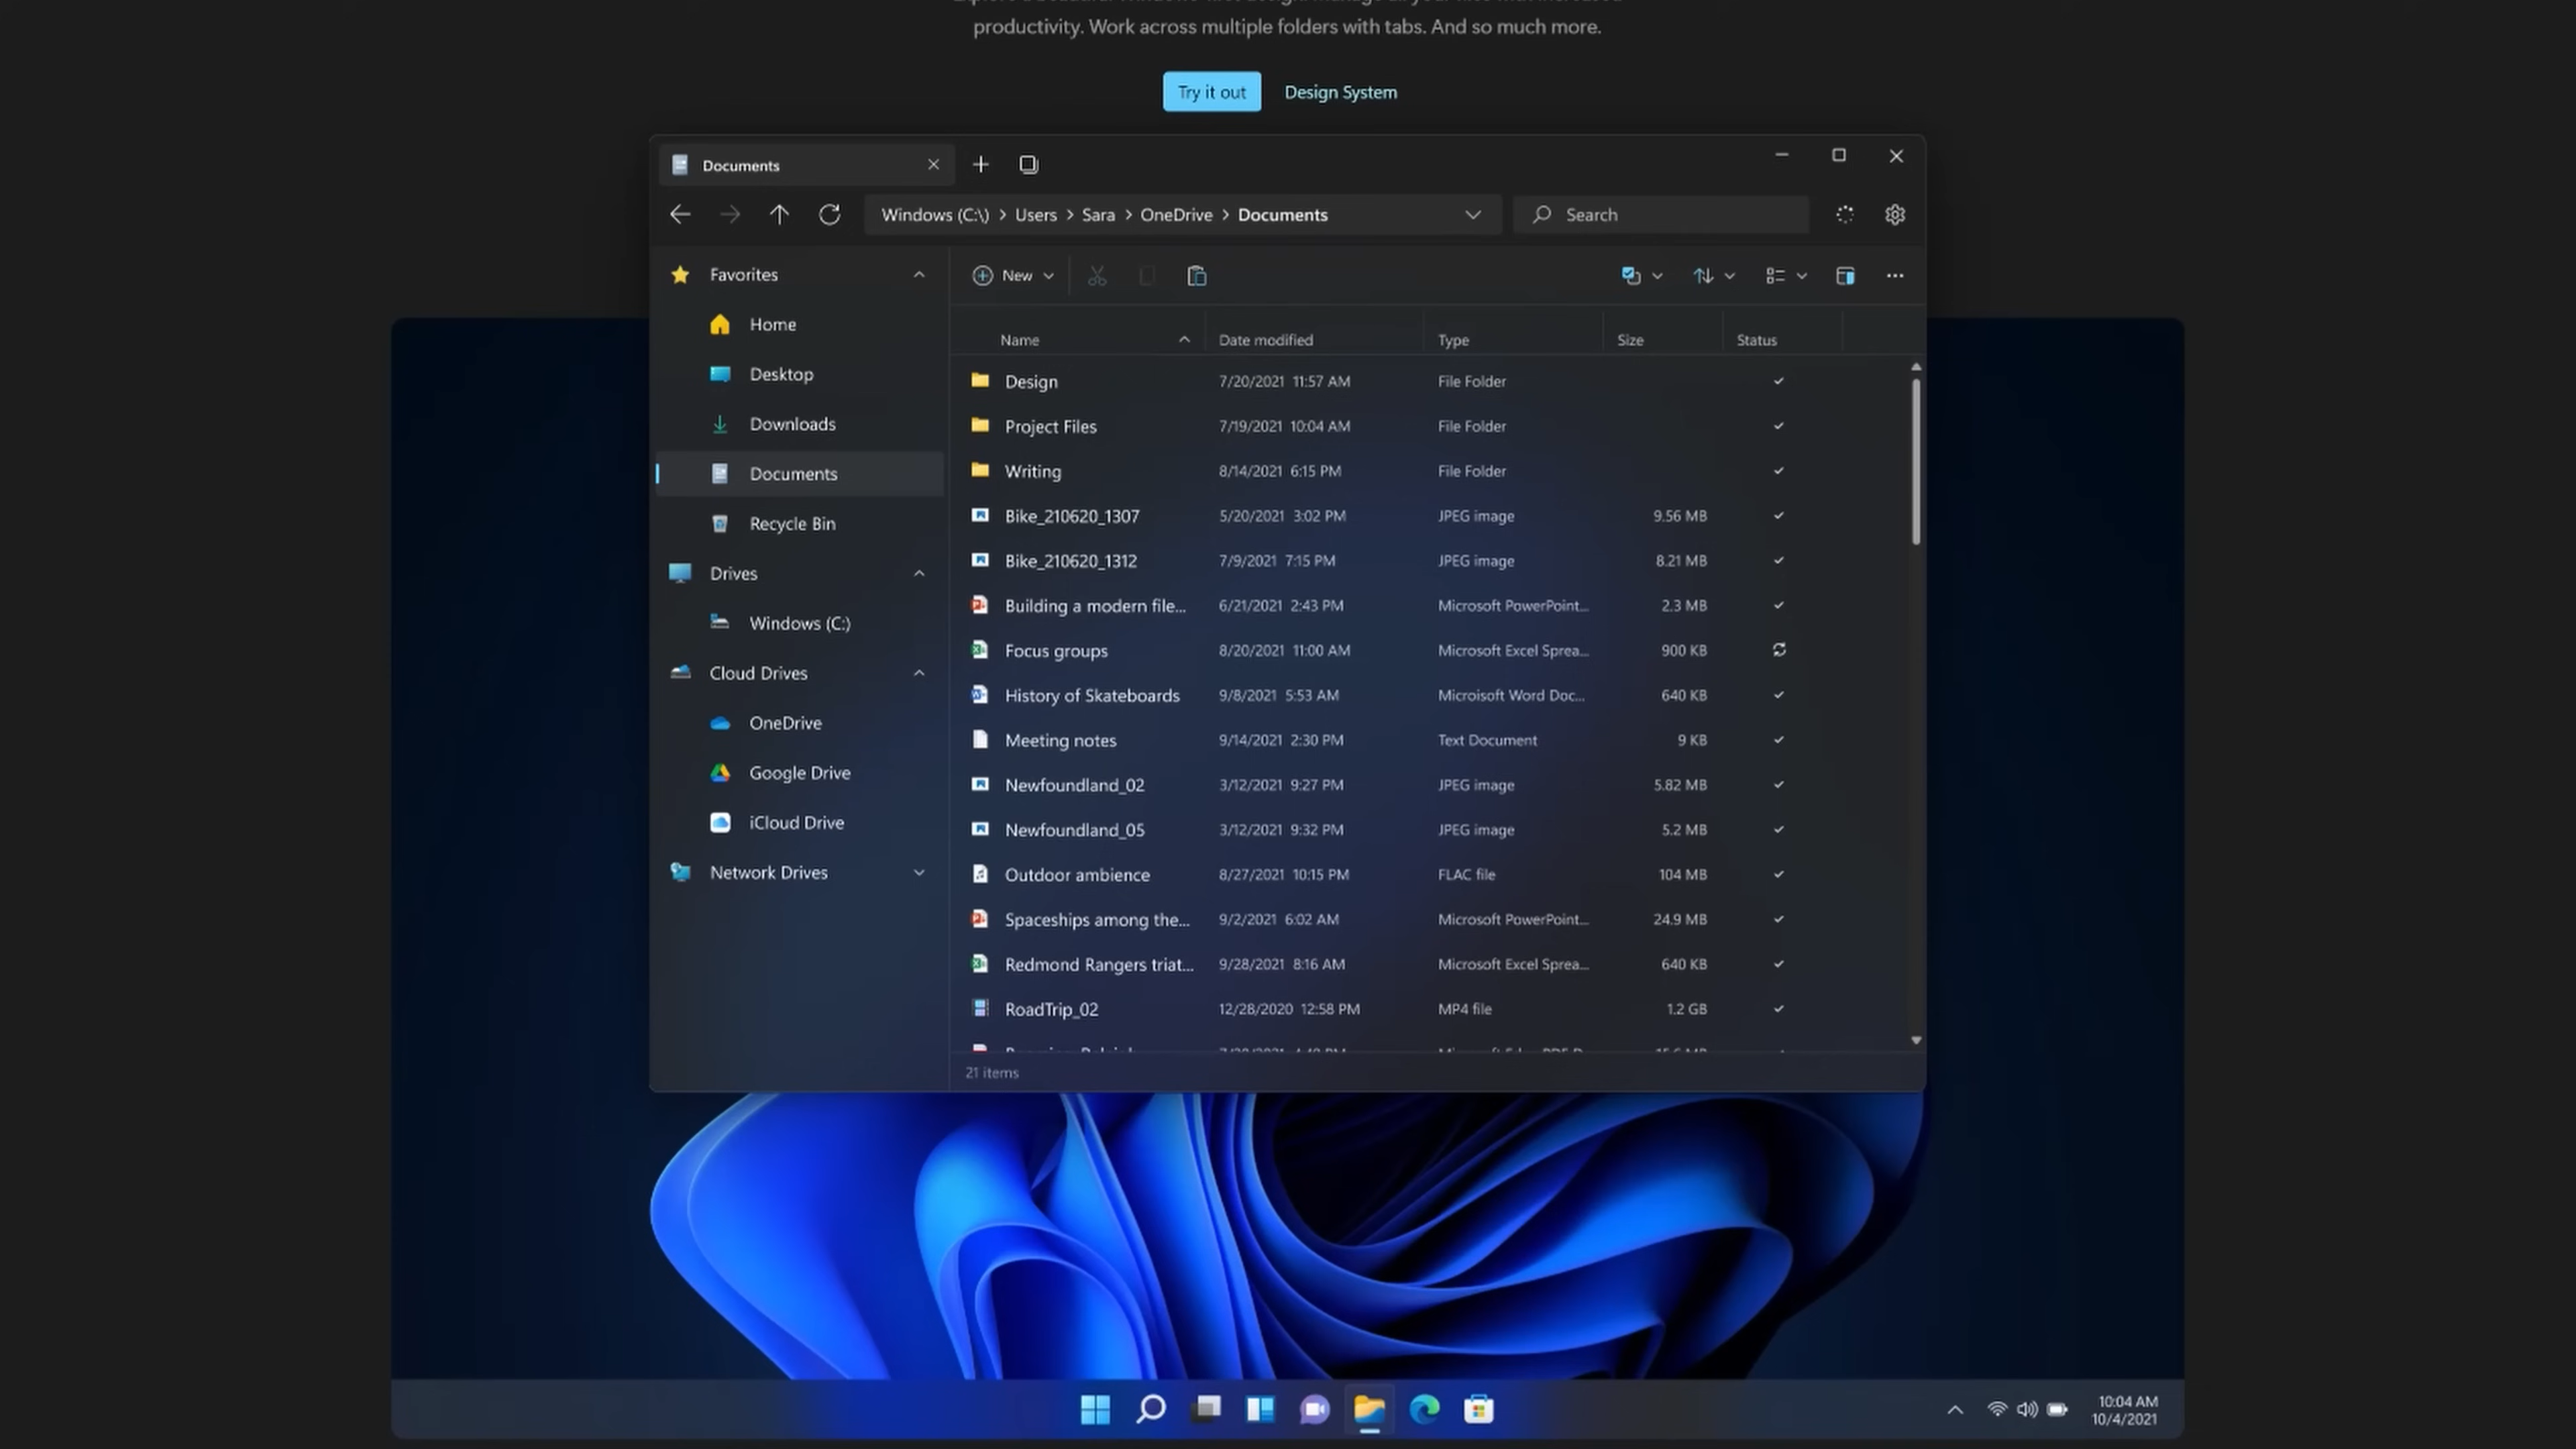 productivity. Work across multiple folders with tabs. And so much more.
Try it out Design System
Documents
Windows (C:\) > Users > Sara > OneDrive > Documents
Search
Favorites
Home
Desktop
Downloads
Documents
Recycle Bin
Drives
Windows (C:)
Cloud Drives
OneDrive
Google Drive
iCloud Drive
Network Drives
New
Name Date modified Type Size Status
Design 7/20/2021 11:57 AM File Folder
Project Files 7/19/2021 10:04 AM File Folder
Writing 8/14/2021 6:15 PM File Folder
Bike_210620_1307 5/20/2021 3:02 PM JPEG image 9.56 MB
Bike_210620_1312 7/9/2021 7:15 PM JPEG image 8.21 MB
Building a modern file... 6/21/2021 2:43 PM Microsoft PowerPoint... 2.3 MB
Focus groups 8/20/2021 11:00 AM Microsoft Excel Sprea... 900 KB
History of Skateboards 9/8/2021 5:53 AM Microisoft Word Doc... 640 KB
Meeting notes 9/14/2021 2:30 PM Text Document 9 KB
Newfoundland_02 3/12/2021 9:27 PM JPEG image 5.82 MB
Newfoundland_05 3/12/2021 9:32 PM JPEG image 5.2 MB
Outdoor ambience 8/27/2021 10:15 PM FLAC file 104 MB
Spaceships among the... 9/2/2021 6:02 AM Microsoft PowerPoint... 24.9 MB
Redmond Rangers triat... 9/28/2021 8:16 AM Microsoft Excel Sprea... 640 KB
RoadTrip_02 12/28/2020 12:58 PM MP4 file 1.2 GB
21 items
10:04 AM
10/4/2021